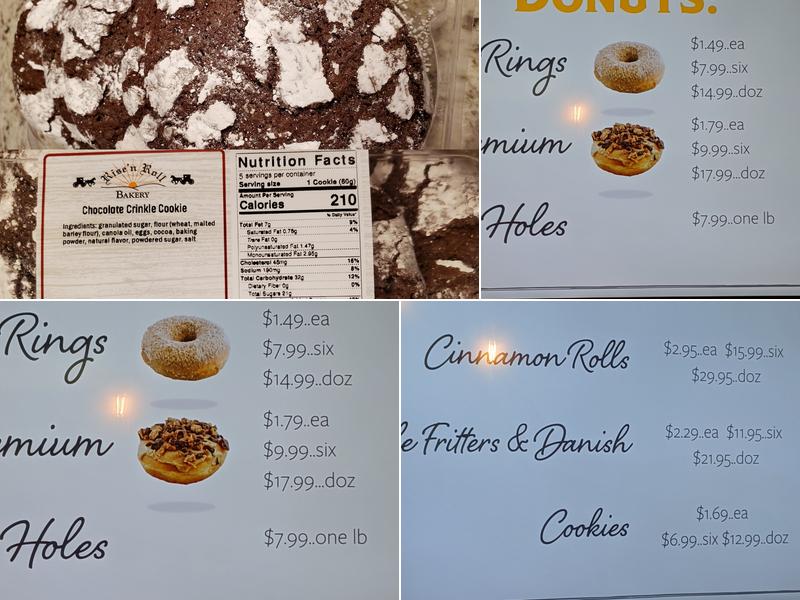 Rise'n Roll
BAKERY
Chocolate Crinkle Cookie
Ingredients: granulated sugar, flour (wheat, malted
barley flour), canola oil, eggs, cocoa, baking
powder, natural flavor, powdered sugar, salt
Nutrition Facts
5 servings per container
Serving size 1 Cookie (60g)
Amount Per Serving
Calories 210
% Daily Value*
Total Fat 7g 9%
Saturated Fat 0.78g 4%
Trans Fat 0g
Polyunsaturated Fat 1.47g
Monounsaturated Fat 2.95g
Cholesterol 45mg 15%
Sodium 190mg 8%
Total Carbohydrate 32g 12%
Dietary Fiber 0g 0%
Total Sugars 21g
DONUTS:
Rings
$1.49..ea
$7.99..six
$14.99..doz
emium
$1.79..ea
$9.99..six
$17.99...doz
Holes
$7.99..one lb
Rings
$1.49..ea
$7.99..six
$14.99..doz
emium
$1.79..ea
$9.99..six
$17.99...doz
Holes
$7.99..one lb
Cinnamon Rolls
$2.95..ea $15.99..six
$29.95..doz
e Fritters & Danish
$2.29..ea $11.95..six
$21.95..doz
Cookies
$1.69..ea
$6.99..six $12.99..doz